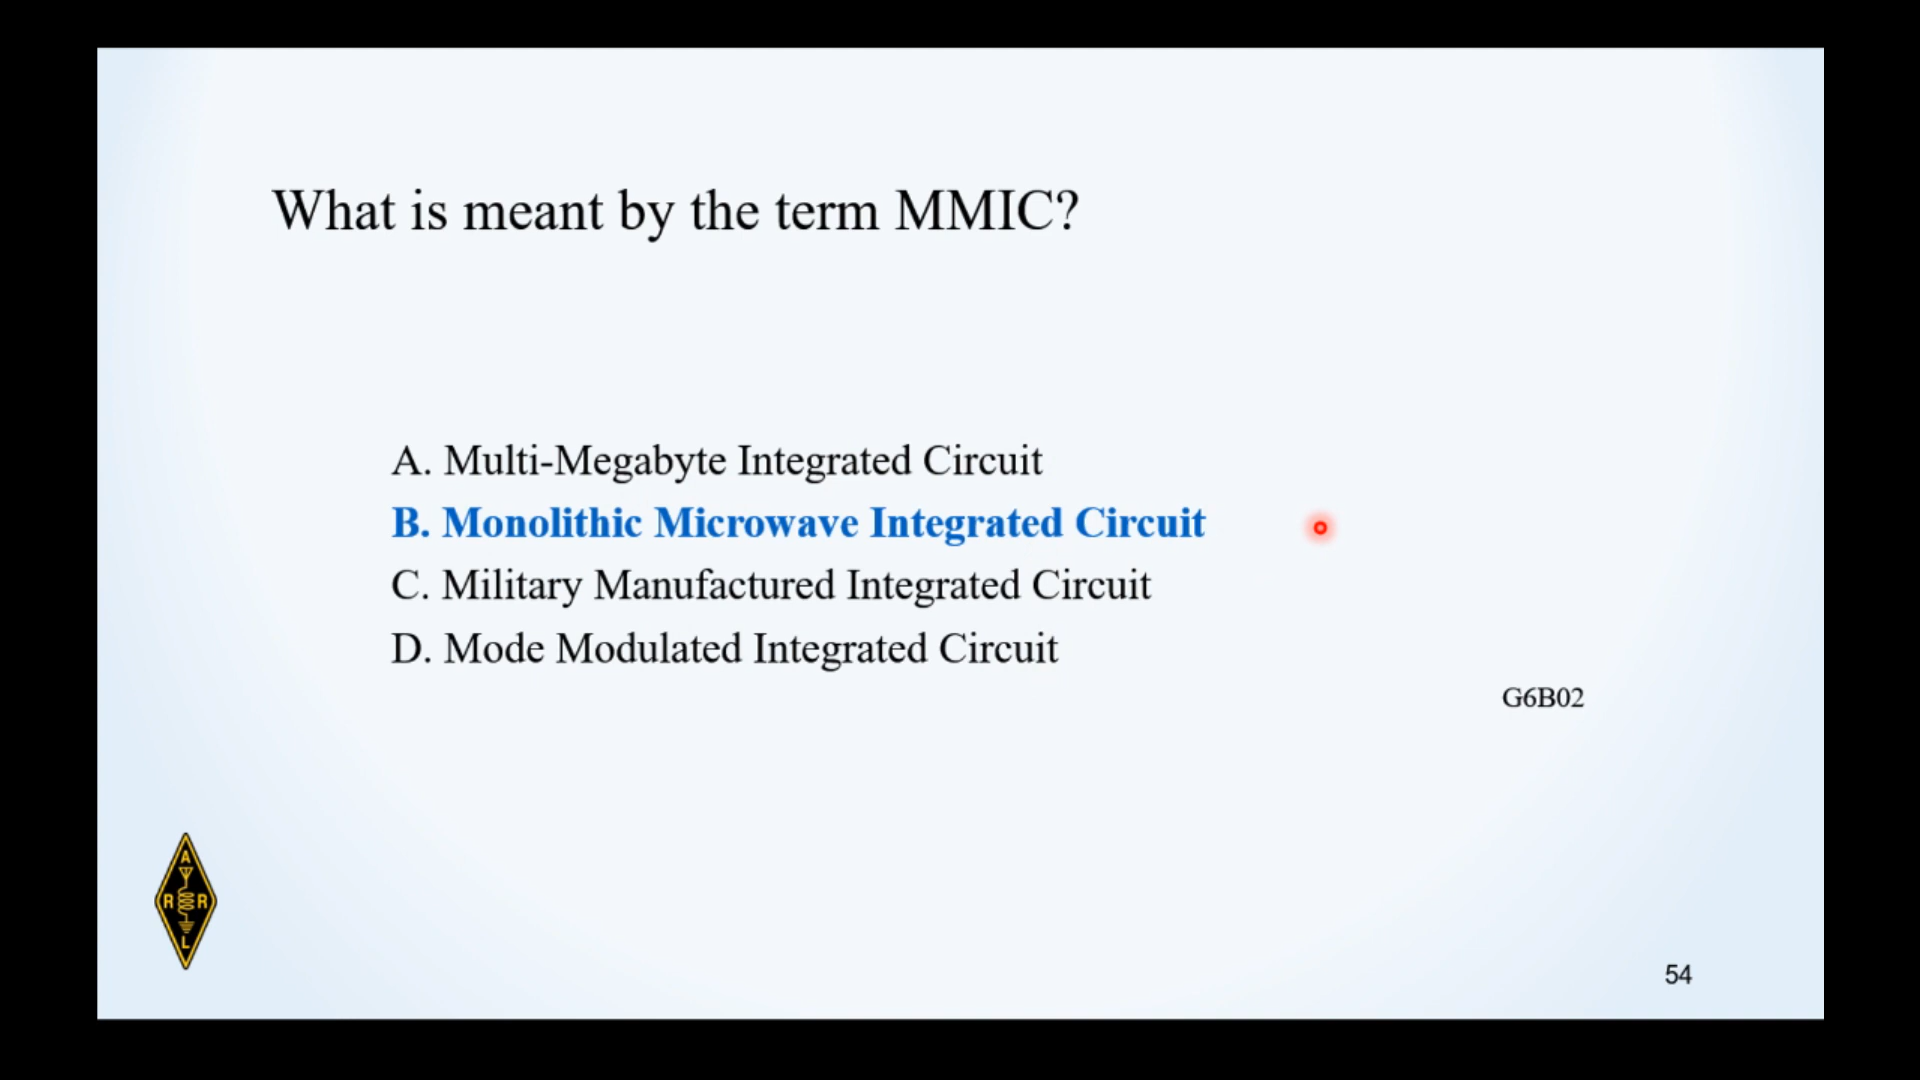 What is meant by the term MMIC?
A. Multi-Megabyte Integrated Circuit
B. Monolithic Microwave Integrated Circuit
C. Military Manufactured Integrated Circuit
D. Mode Modulated Integrated Circuit
G6B02
A
R R
L
54